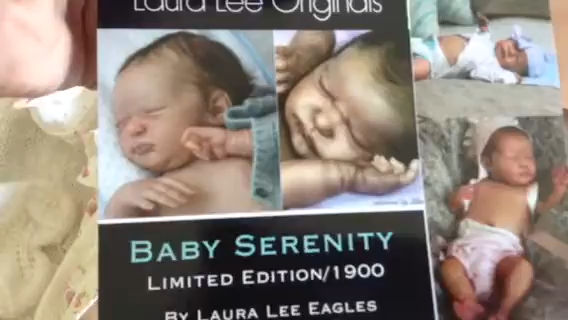 Laura Lee Originals
BABY SERENITY
LIMITED EDITION/1900
BY LAURA LEE EAGLES